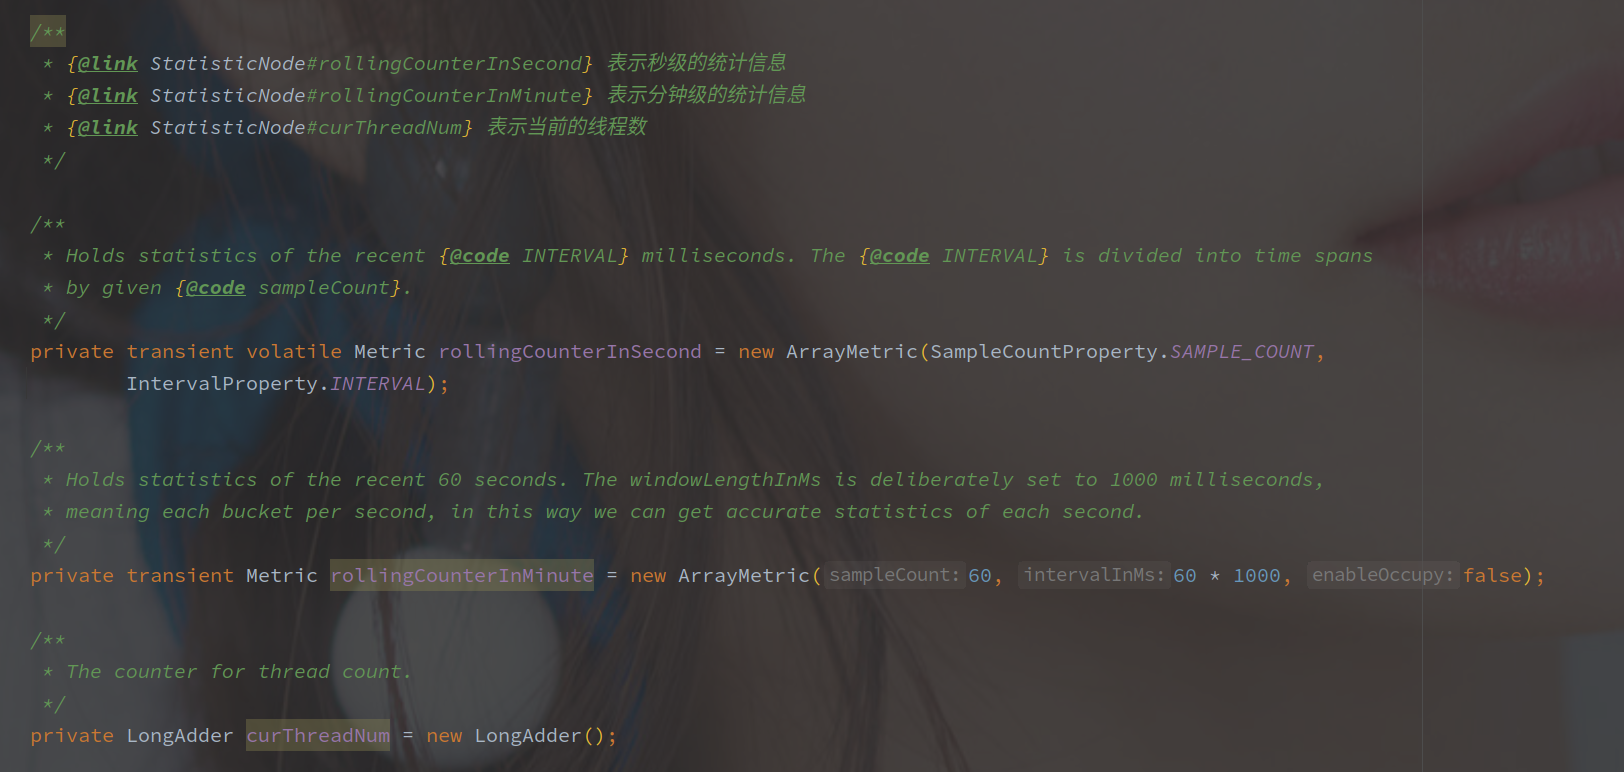 /**
 * {@link StatisticNode#rollingCounterInSecond} 表示秒级的统计信息
 * {@link StatisticNode#rollingCounterInMinute} 表示分钟级的统计信息
 * {@link StatisticNode#curThreadNum} 表示当前的线程数
 */
/**
 * Holds statistics of the recent {@code INTERVAL} milliseconds. The {@code INTERVAL} is divided into time spans
 * by given {@code sampleCount}.
 */
private transient volatile Metric rollingCounterInSecond = new ArrayMetric(SampleCountProperty.SAMPLE_COUNT,
        IntervalProperty.INTERVAL);
/**
 * Holds statistics of the recent 60 seconds. The windowLengthInMs is deliberately set to 1000 milliseconds,
 * meaning each bucket per second, in this way we can get accurate statistics of each second.
 */
private transient Metric rollingCounterInMinute = new ArrayMetric( sampleCount: 60, intervalInMs: 60 * 1000, enableOccupy: false);
/**
 * The counter for thread count.
 */
private LongAdder curThreadNum = new LongAdder();